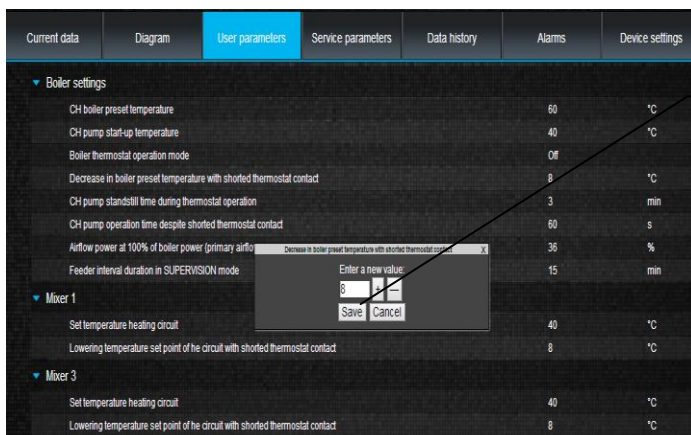 Current data Diagram User parameters Service parameters Data history Alarms Device settings
Boiler settings
CH boiler preset temperature 60 °C
CH pump start-up temperature 40 °C
Boiler thermostat operation mode Off
Decrease in boiler preset temperature with shorted thermostat contact 8 °C
CH pump standstill time during thermostat operation 3 min
CH pump operation time despite shorted thermostat contact 60 s
Airflow power at 100% of boiler power (primary airflo 36 %
Decrease in boiler preset temperature with shorted thermostat contact X
Feeder interval duration in SUPERVISION mode 15 min
Enter a new value:
8 + —
Save Cancel
Mixer 1
Set temperature heating circuit 40 °C
Lowering temperature set point of he circuit with shorted thermostat contact 8 °C
Mixer 3
Set temperature heating circuit 40 °C
Lowering temperature set point of he circuit with shorted thermostat contact 8 °C